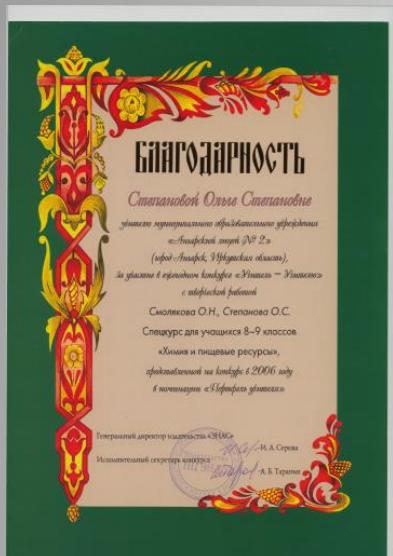 БЛАГОДАРНОСТЬ
Степановой Ольге Степановне
учителю муниципального образовательного учреждения
«Ангарский лицей № 2»
(город Ангарск, Иркутская область),
за участие в ежегодном конкурсе «Учитель – Учителю»
с творческой работой
Смолякова О.Н., Степанова О.С.
Спецкурс для учащихся 8–9 классов
«Химия и пищевые ресурсы»,
представленной на конкурс в 2006 году
в номинации «Портфель учителя»
Генеральный директор издательства «ЭНАС»
И. А. Серова
Исполнительный секретарь конкурса
А. Б. Таранин